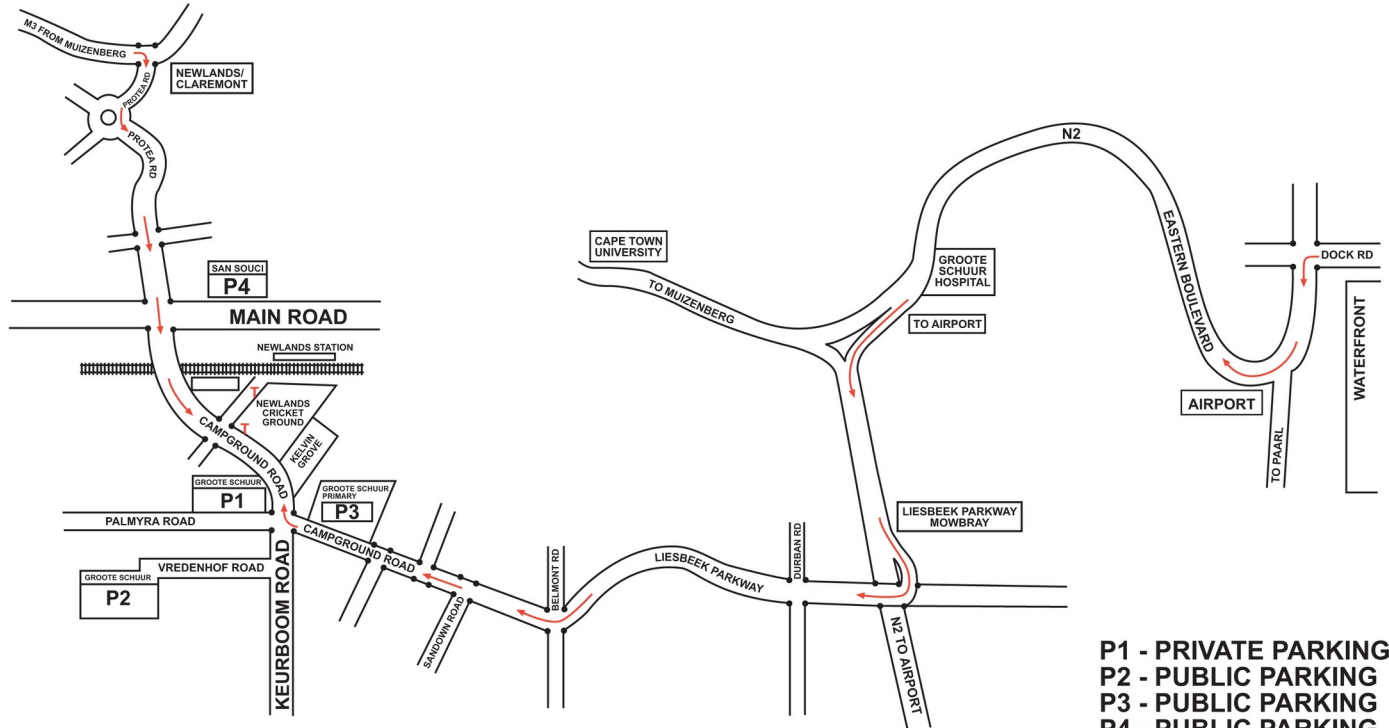 M3 FROM MUIZENBERG
NEWLANDS/
CLAREMONT
PROTEA RD
PROTEA RD
N2
EASTERN BOULEVARD
DOCK RD
CAPE TOWN
UNIVERSITY
GROOTE
SCHUUR
HOSPITAL
TO MUIZENBERG
TO AIRPORT
SAN SOUCI
P4
MAIN ROAD
NEWLANDS STATION
WATERFRONT
AIRPORT
TO PAARL
T
NEWLANDS
CRICKET
GROUND
T
CAMPGROUND ROAD
KELVIN
GROVE
GROOTE SCHUUR
P1
GROOTE SCHUUR
PRIMARY
P3
PALMYRA ROAD
CAMPGROUND ROAD
LIESBEEK PARKWAY
MOWBRAY
VREDENHOF ROAD
GROOTE SCHUUR
P2
KEURBOOM ROAD
SANDOWN ROAD
BELMONT RD
LIESBEEK PARKWAY
DURBAN RD
N2 TO AIRPORT
P1 - PRIVATE PARKING
P2 - PUBLIC PARKING
P3 - PUBLIC PARKING
P4 - PUBLIC PARKING